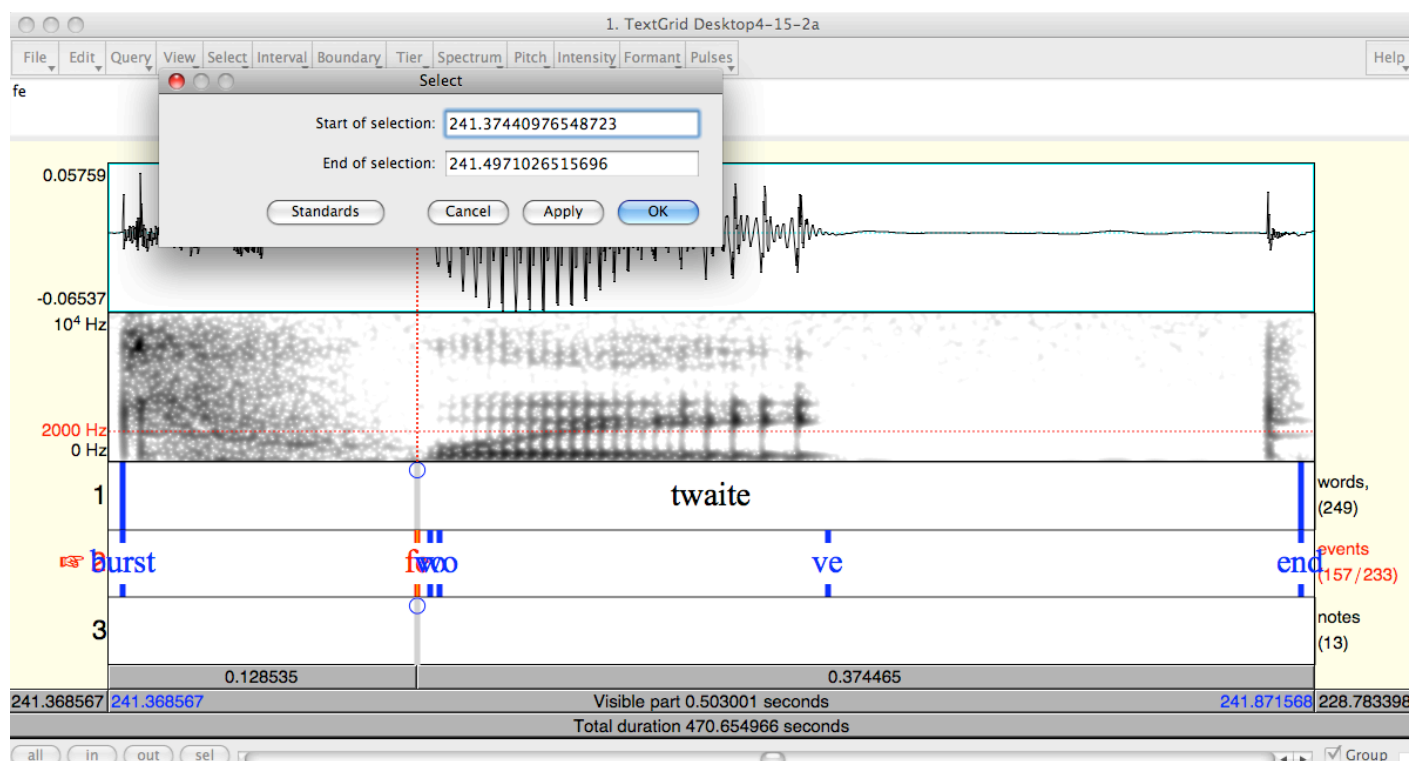 1. TextGrid Desktop4-15-2a
File Edit Query View Select Interval Boundary Tier Spectrum Pitch Intensity Formant Pulses Help
fe
Select
Start of selection: 241.37440976548723
End of selection: 241.4971026515696
Standards Cancel Apply OK
0.05759
-0.06537
10⁴ Hz
2000 Hz
0 Hz
1 twaite words,
(249)
burst ve end events
(157/233)
3 notes
(13)
0.128535 0.374465
241.368567 241.368567 Visible part 0.503001 seconds 241.871568 228.783398
Total duration 470.654966 seconds
all in out sel Group